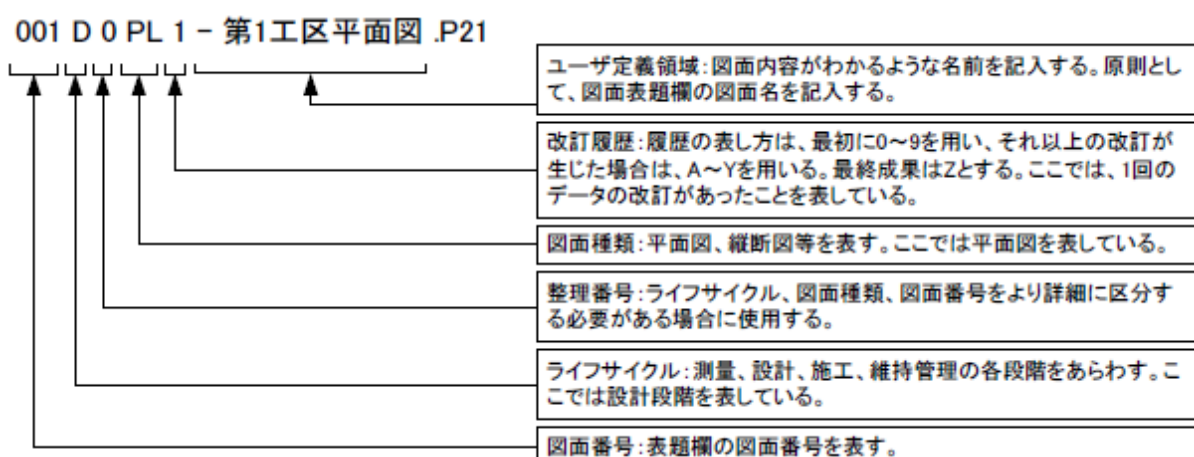 001 D 0 PL 1 - 第1工区平面図 .P21
ユーザ定義領域:図面内容がわかるような名前を記入する。原則とし
て、図面表題欄の図面名を記入する。
改訂履歴:履歴の表し方は、最初に0~9を用い、それ以上の改訂が
生じた場合は、A~Yを用いる。最終成果はZとする。ここでは、1回の
データの改訂があったことを表している。
図面種類:平面図、縦断図等を表す。ここでは平面図を表している。
整理番号:ライフサイクル、図面種類、図面番号をより詳細に区分す
る必要がある場合に使用する。
ライフサイクル:測量、設計、施工、維持管理の各段階をあらわす。こ
こでは設計段階を表している。
図面番号:表題欄の図面番号を表す。